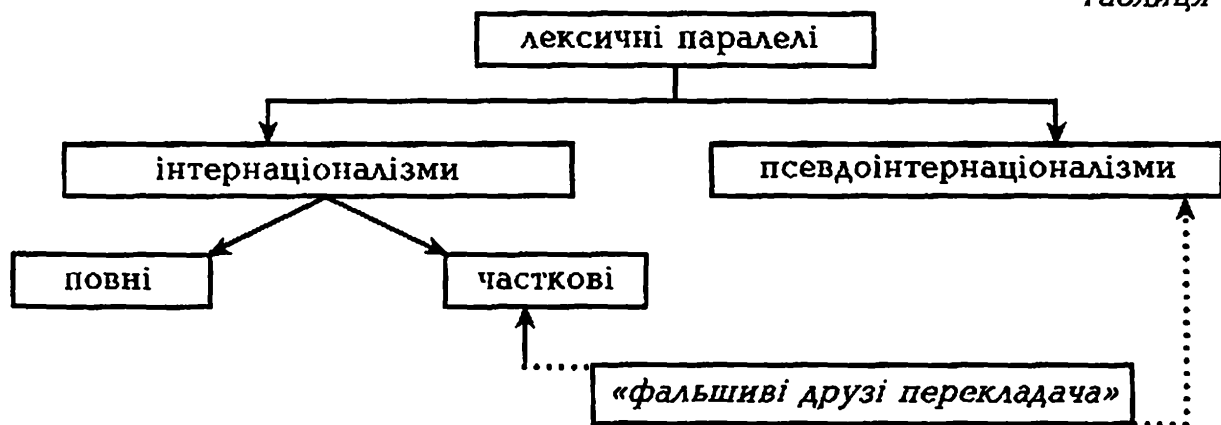 Таблиця
лексичні паралелі
інтернаціоналізми
псевдоінтернаціоналізми
повні
часткові
«фальшиві друзі перекладача»